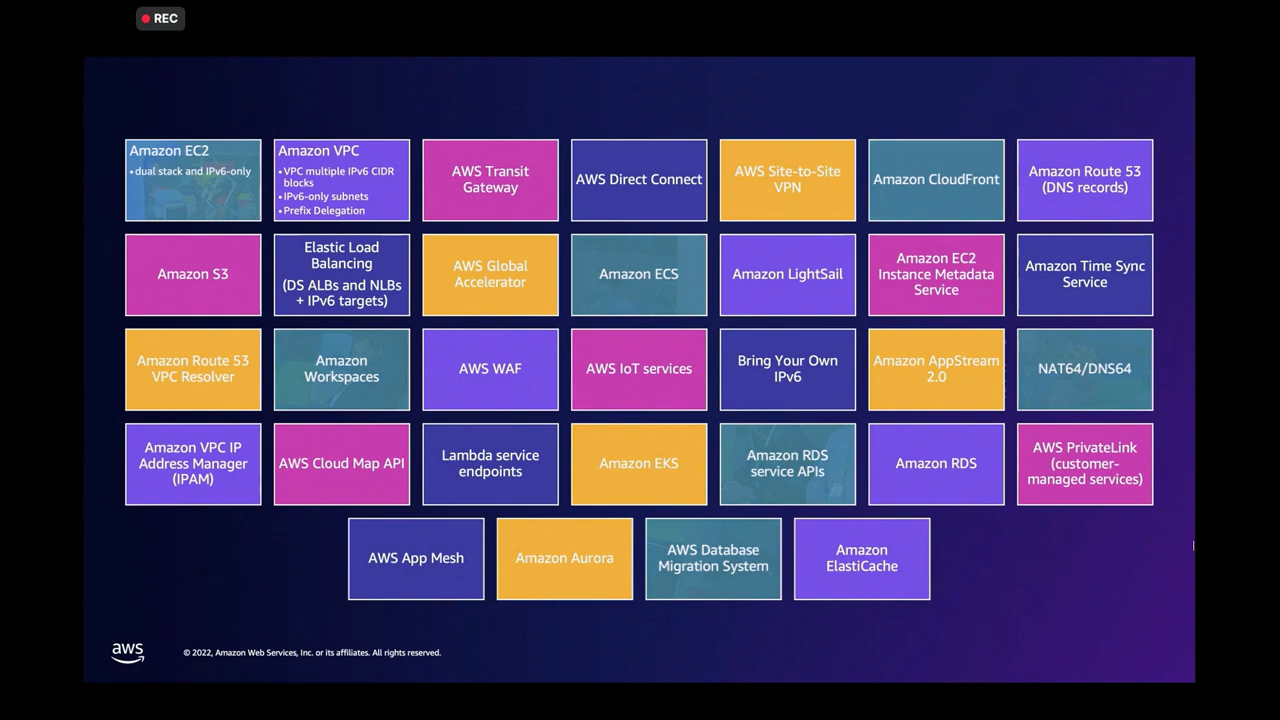 REC
Amazon EC2
• dual stack and IPv6-only
Amazon VPC
• VPC multiple IPv6 CIDR
blocks
• IPv6-only subnets
• Prefix Delegation
AWS Transit
Gateway
AWS Direct Connect
AWS Site-to-Site
VPN
Amazon CloudFront
Amazon Route 53
(DNS records)
Amazon S3
Elastic Load
Balancing
(DS ALBs and NLBs
+ IPv6 targets)
AWS Global
Accelerator
Amazon ECS
Amazon LightSail
Amazon EC2
Instance Metadata
Service
Amazon Time Sync
Service
Amazon Route 53
VPC Resolver
Amazon
Workspaces
AWS WAF
AWS IoT services
Bring Your Own
IPv6
Amazon AppStream
2.0
NAT64/DNS64
Amazon VPC IP
Address Manager
(IPAM)
AWS Cloud Map API
Lambda service
endpoints
Amazon EKS
Amazon RDS
service APIs
Amazon RDS
AWS PrivateLink
(customer-
managed services)
AWS App Mesh
Amazon Aurora
AWS Database
Migration System
Amazon
ElastiCache
aws
© 2022, Amazon Web Services, Inc. or its affiliates. All rights reserved.